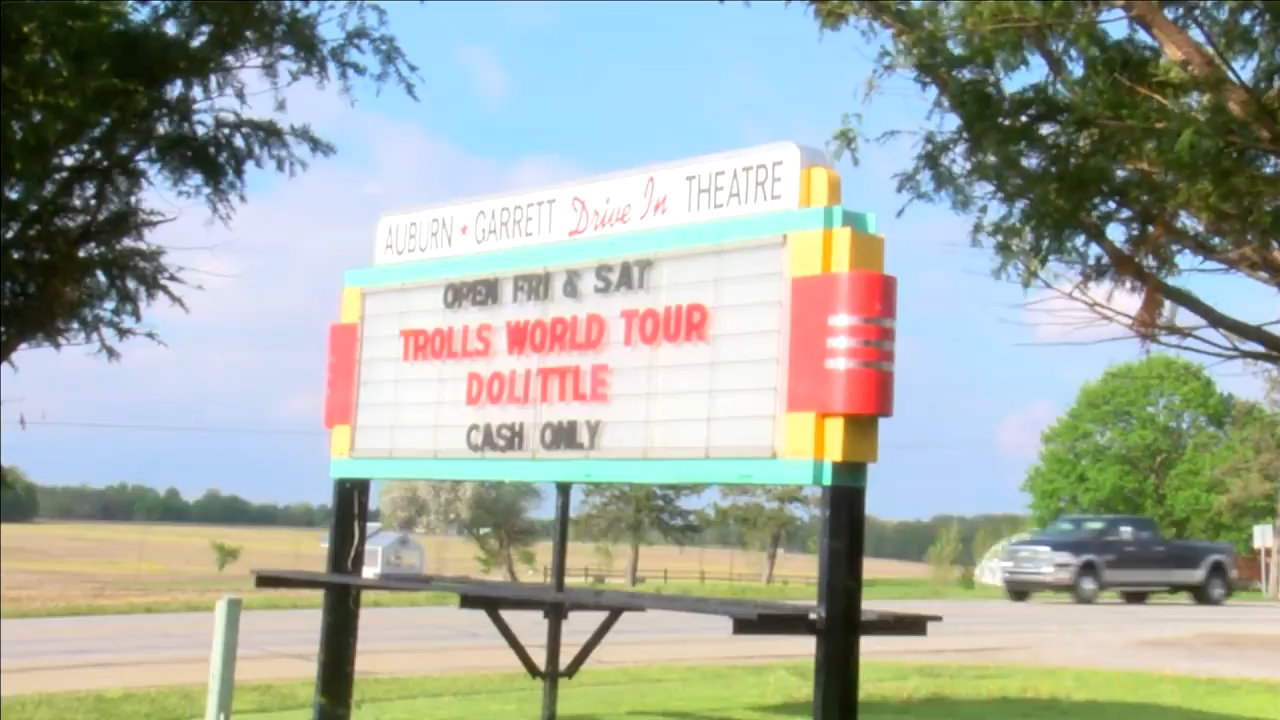 AUBURN * GARRETT Drive In THEATRE
OPEN FRI & SAT
TROLLS WORLD TOUR
DOLITTLE
CASH ONLY